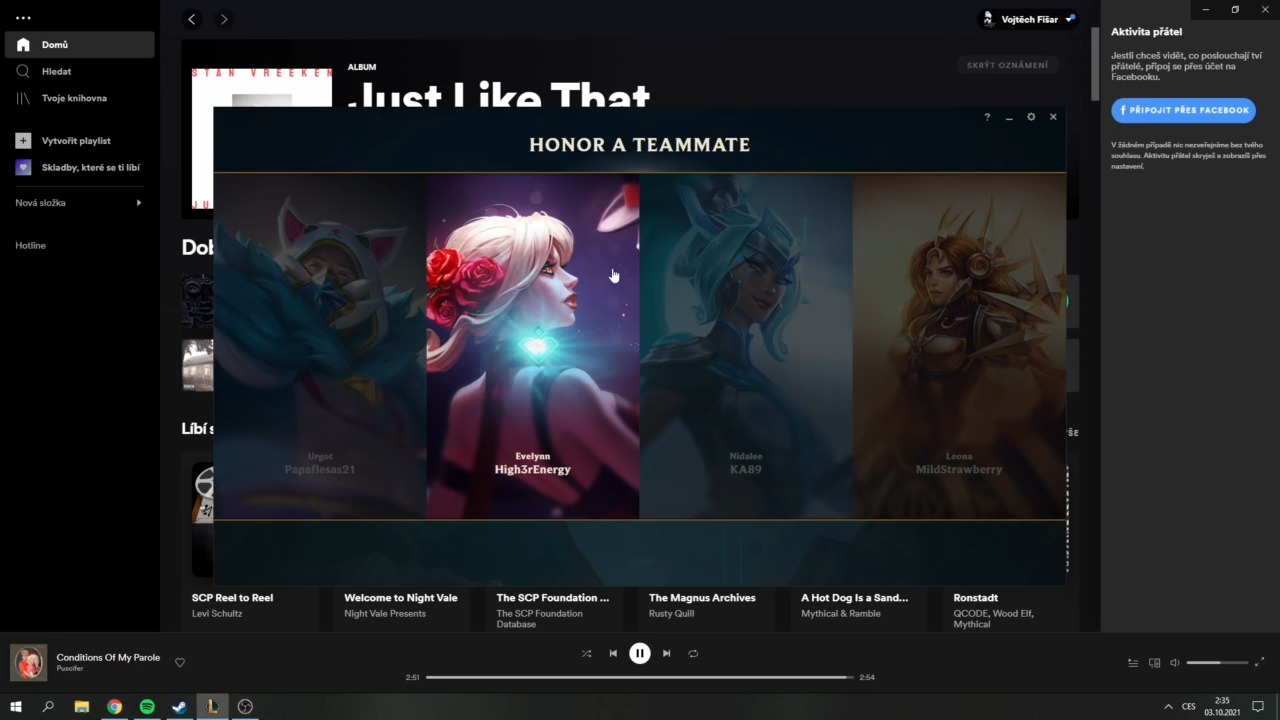 Domů
Hledat
Tvoje knihovna
Vytvořit playlist
Skladby, které se ti líbí
Nová složka
Hotline
Vojtěch Fišar
STAN VREEKEN
ALBUM
Just Like That
SKRÝT OZNÁMENÍ
Aktivita přátel
Jestli chceš vidět, co poslouchají tví
přátelé, připoj se přes účet na
Facebooku.
PŘIPOJIT PŘES FACEBOOK
V žádném případě nic nezveřejníme bez tvého
souhlasu. Aktivitu přátel skryješ a zobrazíš přes
nastavení.
HONOR A TEAMMATE
Urgot
Papaflesas21
Evelynn
High3rEnergy
Nidalee
KA89
Leona
MildStrawberry
SCP Reel to Reel
Levi Schultz
Welcome to Night Vale
Night Vale Presents
The SCP Foundation ...
The SCP Foundation
Database
The Magnus Archives
Rusty Quill
A Hot Dog Is a Sand...
Mythical & Ramble
Ronstadt
QCODE, Wood Elf,
Mythical
Conditions Of My Parole
Puscifer
2:51
2:54
CES
2:35
03.10.2021